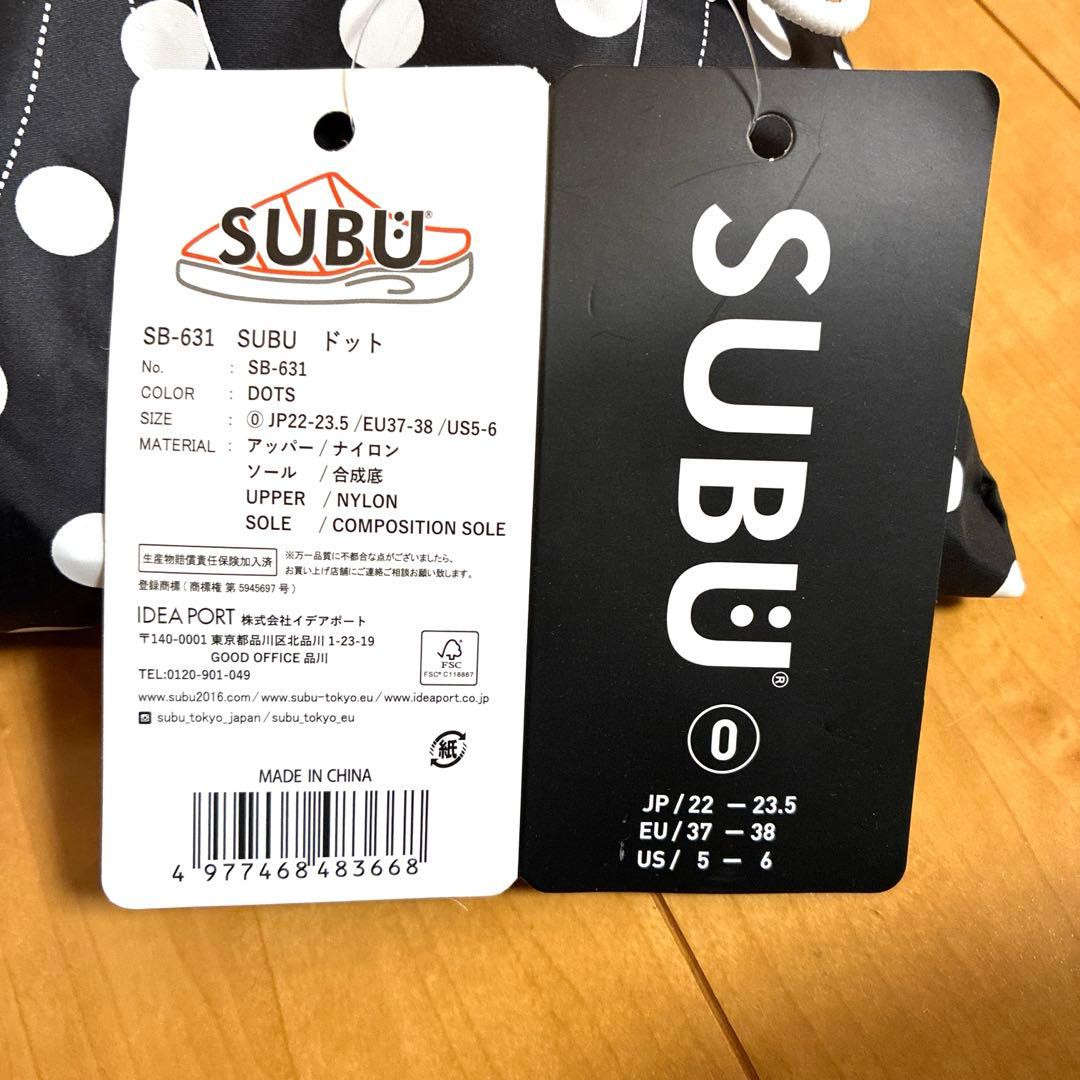 SUBU®
SB-631 SUBU ドット
No. : SB-631
COLOR : DOTS
SIZE : ⓪ JP22-23.5 /EU37-38 /US5-6
MATERIAL : アッパー / ナイロン
ソール / 合成底
UPPER / NYLON
SOLE / COMPOSITION SOLE
生産物賠償責任保険加入済
※万一品質に不都合な点がございましたら、
お買い上げ店舗にご連絡ご相談お願い致します。
登録商標 ( 商標権 第 5945697 号 )
IDEA PORT 株式会社イデアポート
〒140-0001 東京都品川区北品川 1-23-19
GOOD OFFICE 品川
TEL:0120-901-049
FSC
FSC® C118867
www.subu2016.com / www.subu-tokyo.eu / www.ideaport.co.jp
subu_tokyo_japan / subu_tokyo_eu
紙
MADE IN CHINA
4 977468 483668
SUBU®
0
JP / 22 — 23.5
EU / 37 — 38
US / 5 — 6